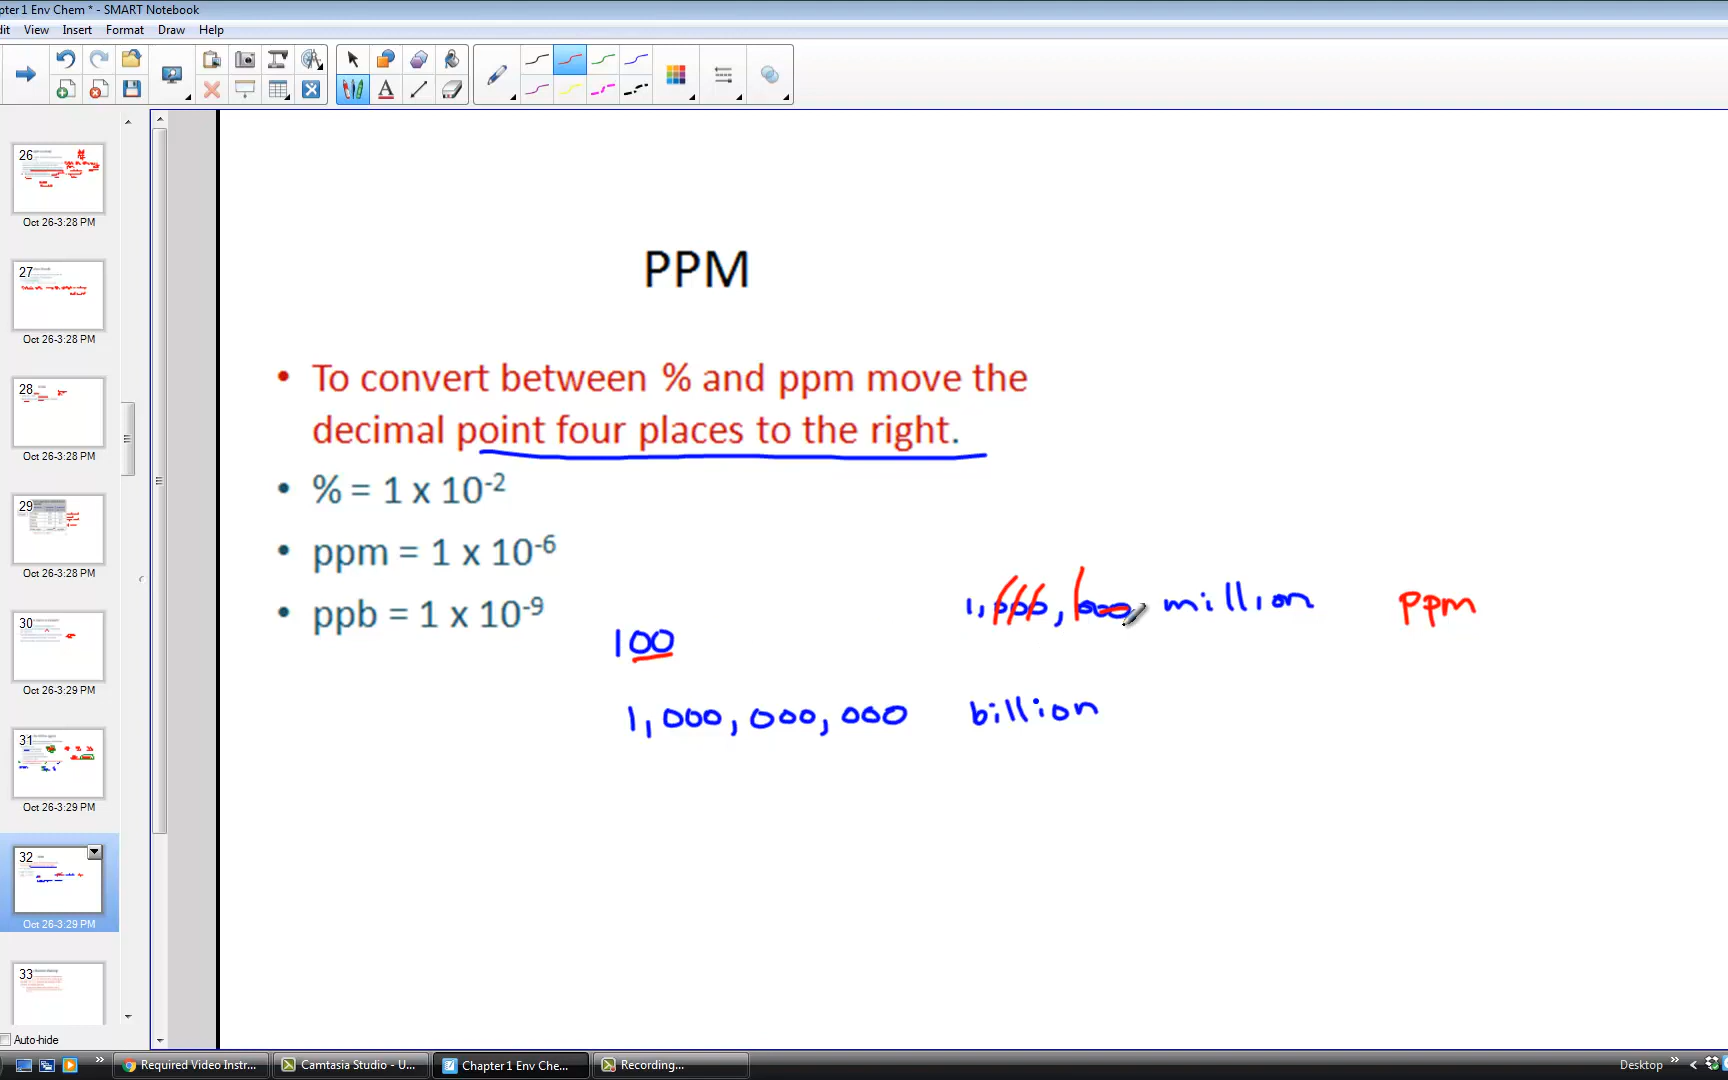 pter 1 Env Chem * - SMART Notebook
dit View Insert Format Draw Help
26
Oct 26-3:28 PM
27
Oct 26-3:28 PM
28
Oct 26-3:28 PM
29
Oct 26-3:28 PM
30
Oct 26-3:29 PM
31
Oct 26-3:29 PM
32
Oct 26-3:29 PM
33
Auto-hide
PPM
• To convert between % and ppm move the
decimal point four places to the right.
• % = 1 x 10⁻²
• ppm = 1 x 10⁻⁶
• ppb = 1 x 10⁻⁹
1,000,000, million ppm
100
1,000,000,000 billion
Required Video Instr... Camtasia Studio - U... Chapter 1 Env Che... Recording... Desktop